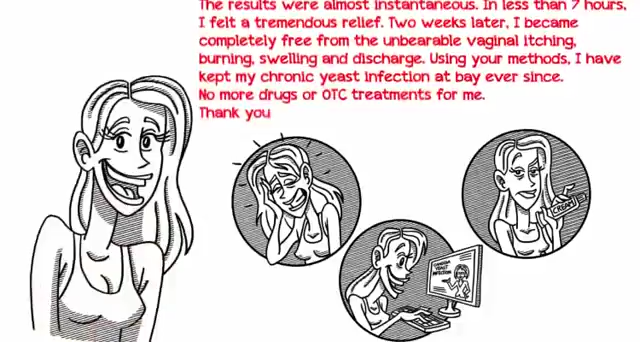 The results were almost instantaneous. In less than 7 hours,
I felt a tremendous relief. Two weeks later, I became
completely free from the unbearable vaginal itching,
burning, swelling and discharge. Using your methods, I have
kept my chronic yeast infection at bay ever since.
No more drugs or OTC treatments for me.
Thank you
YEAST
INFECTION